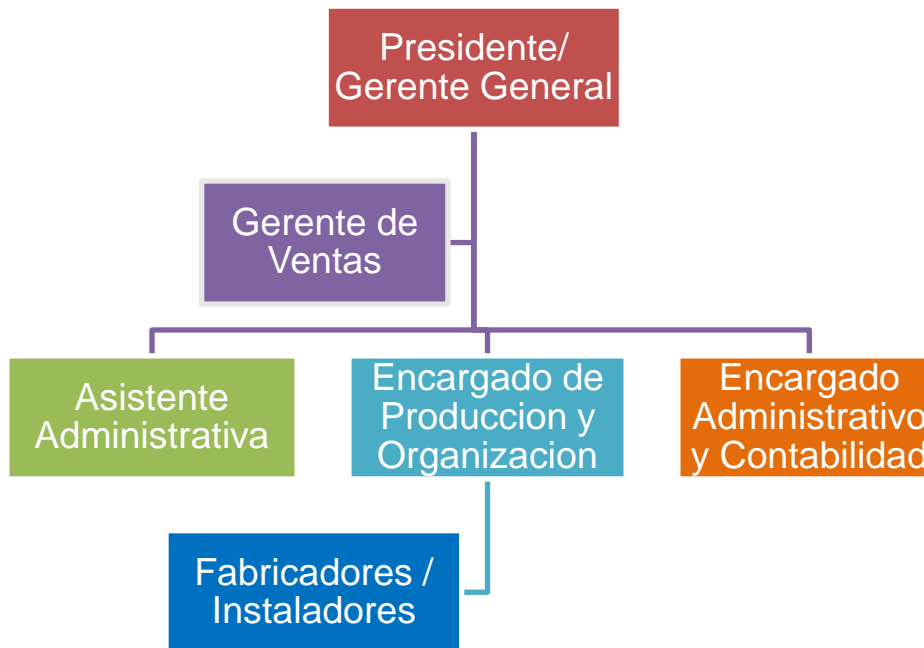 Presidente/
Gerente General
Gerente de
Ventas
Asistente
Administrativa
Encargado de
Produccion y
Organizacion
Encargado
Administrativo
y Contabilidad
Fabricadores /
Instaladores